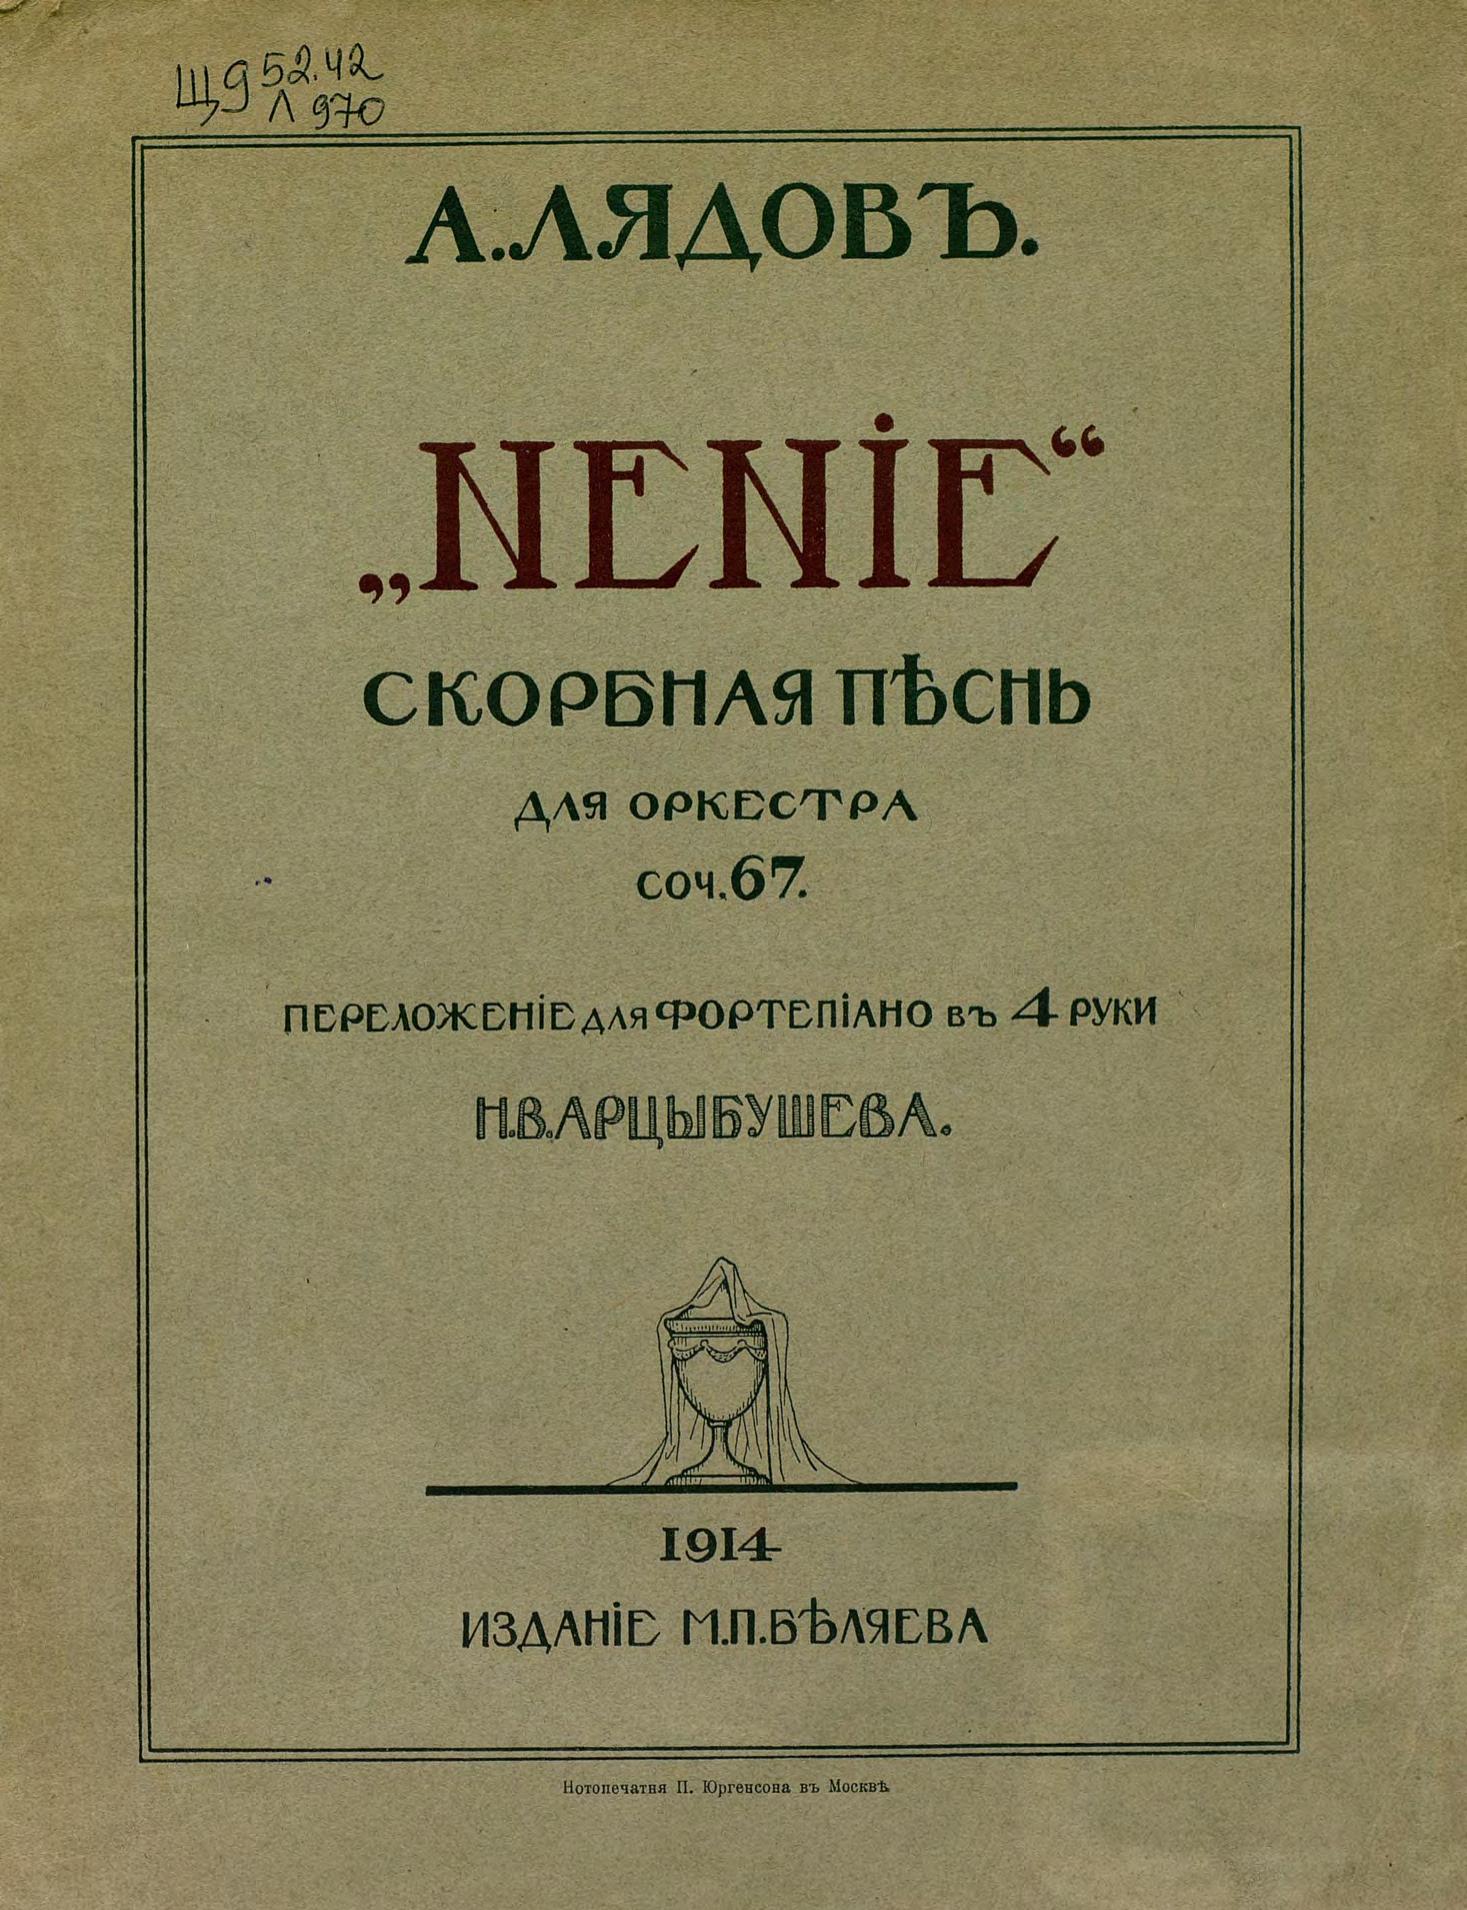 Щ9 52.42
Л 970
А. ЛЯДОВЪ.
„NENİE“
СКОРБНАЯ ПѢСНЬ
ДЛЯ ОРКЕСТРА
СОЧ. 67.
ПЕРЕЛОЖЕНІЕ ДЛЯ ФОРТЕПІАНО ВЪ 4 РУКИ
Н.В. АРЦЫБУШЕВА.
1914
ИЗДАНІЕ М.П. БѢЛЯЕВА
Нотопечатня П. Юргенсона въ Москвѣ